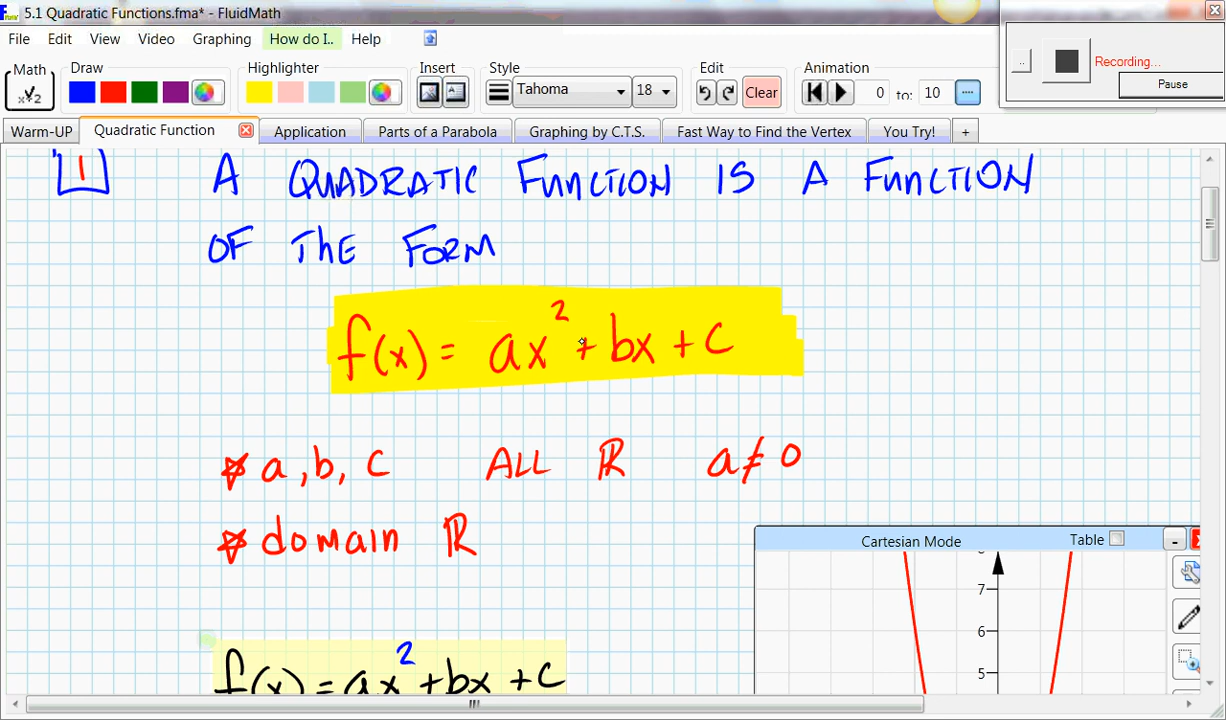 5.1 Quadratic Functions.fma* - FluidMath
File Edit View Video Graphing How do I.. Help
Recording...
Pause
Math
Draw
Highlighter
Insert
Style
Edit
Animation
Tahoma
18
Clear
0 to: 10
Warm-UP
Quadratic Function
Application
Parts of a Parabola
Graphing by C.T.S.
Fast Way to Find the Vertex
You Try!
+
1
A QUADRATIC FUNCTION IS A FUNCTION
OF THE FORM
f(x) = ax² + bx + c
* a, b, c ALL ℝ a≠0
* domain ℝ
Cartesian Mode Table
7
6
5
f(x) = ax² + bx + c